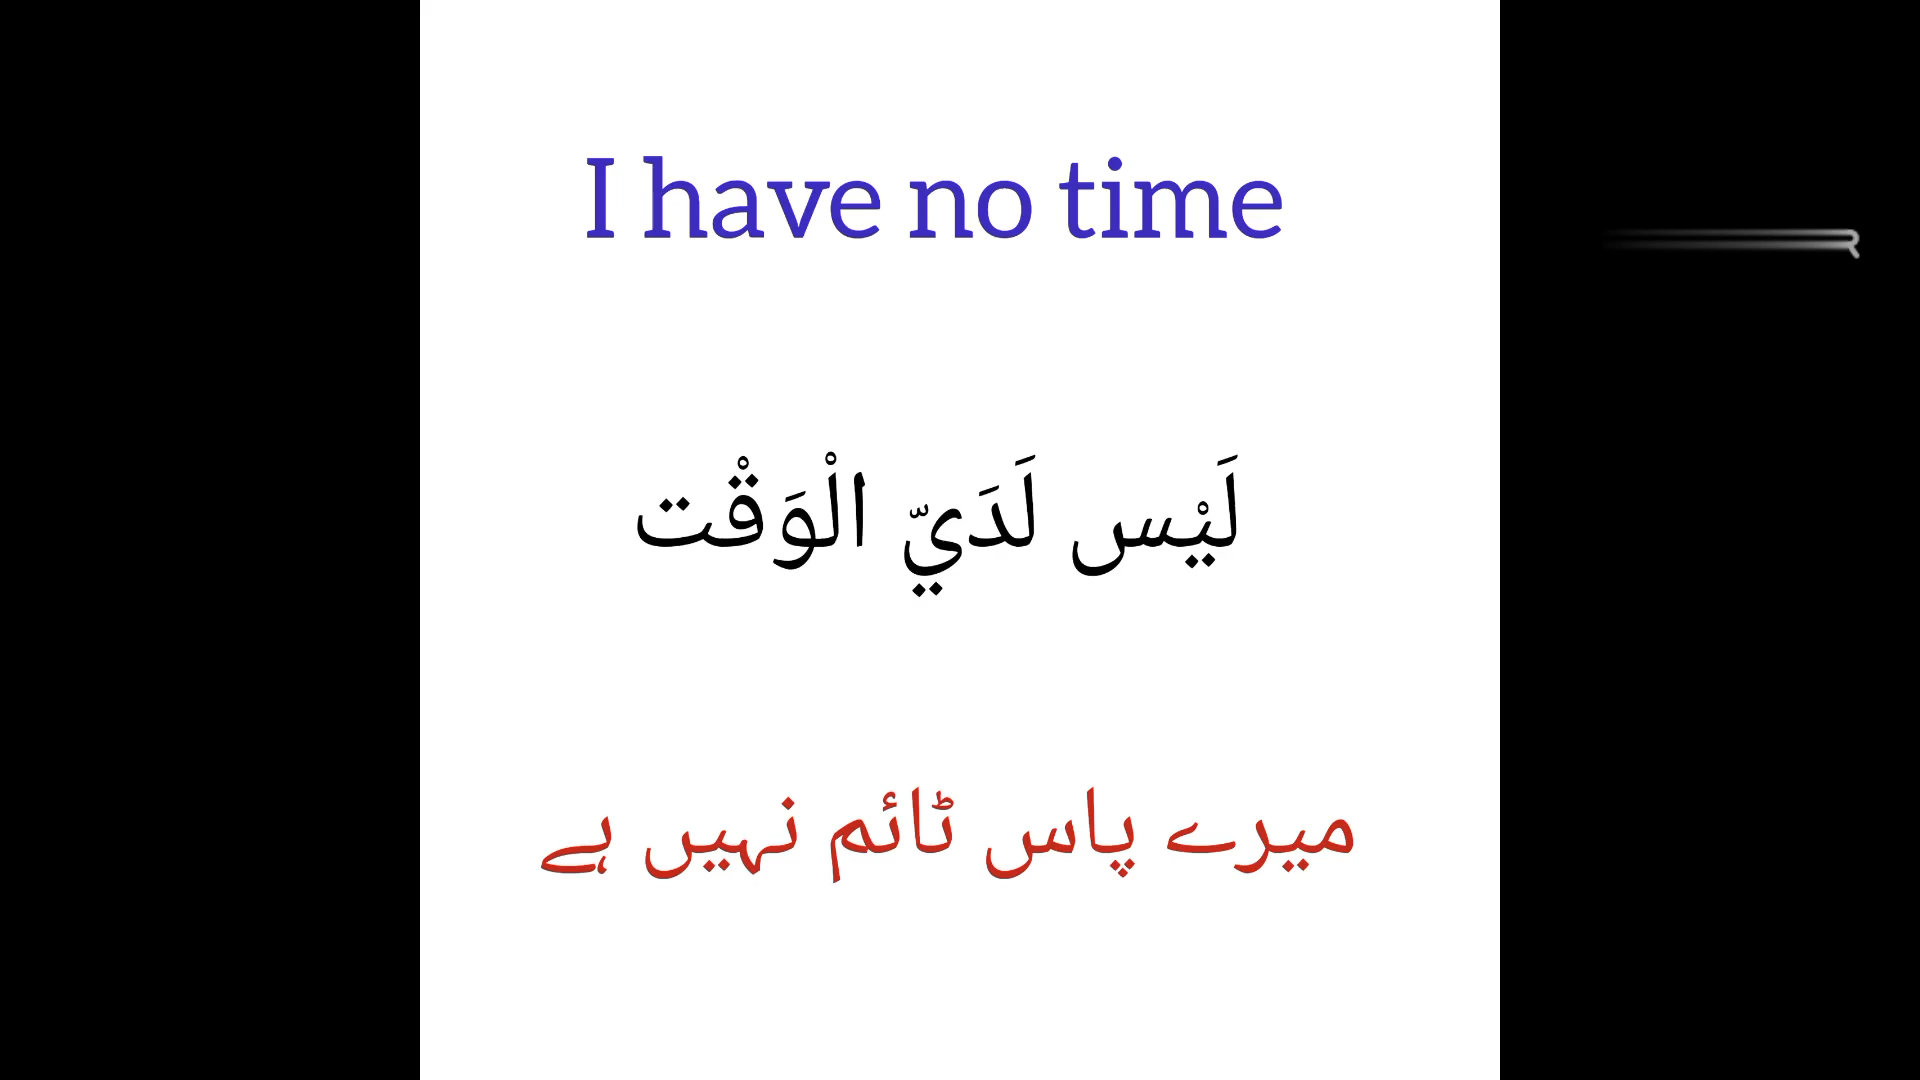 I have no time
لَيْس لَدَيّ الْوَقْت
میرے پاس ٹائم نہیں ہے